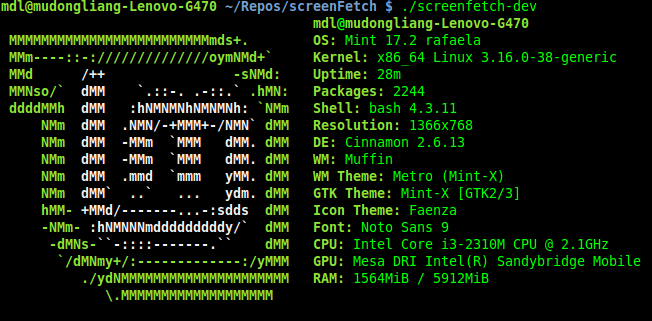 mdl@mudongliang-Lenovo-G470 ~/Repos/screenFetch $ ./screenfetch-dev
                                       mdl@mudongliang-Lenovo-G470
 MMMMMMMMMMMMMMMMMMMMMMMMMmds+.        OS: Mint 17.2 rafaela
 MMm----::-://////////////oymNMd+`     Kernel: x86_64 Linux 3.16.0-38-generic
 MMd      /++                -sNMd:    Uptime: 28m
 MMNso/`  dMM    `.::-. .-::.` .hMN:   Packages: 2244
 ddddMMh  dMM   :hNMNMNhNMNMNh: `NMm   Shell: bash 4.3.11
     NMm  dMM  .NMN/-+MMM+-/NMN` dMM   Resolution: 1366x768
     NMm  dMM  -MMm  `MMM   dMM. dMM   DE: Cinnamon 2.6.13
     NMm  dMM  -MMm  `MMM   dMM. dMM   WM: Muffin
     NMm  dMM  .mmd  `mmm   yMM. dMM   WM Theme: Metro (Mint-X)
     NMm  dMM`  ..`   ...   ydm. dMM   GTK Theme: Mint-X [GTK2/3]
     hMM- +MMd/-------...-:sdds  dMM   Icon Theme: Faenza
     -NMm- :hNMNNNmdddddddddy/`  dMM   Font: Noto Sans 9
      -dMNs-``-::::-------.``    dMM   CPU: Intel Core i3-2310M CPU @ 2.1GHz
       `/dMNmy+/:-------------:/yMMM   GPU: Mesa DRI Intel(R) Sandybridge Mobile
          ./ydNMMMMMMMMMMMMMMMMMMMMM   RAM: 1564MiB / 5912MiB
             \.MMMMMMMMMMMMMMMMMMM